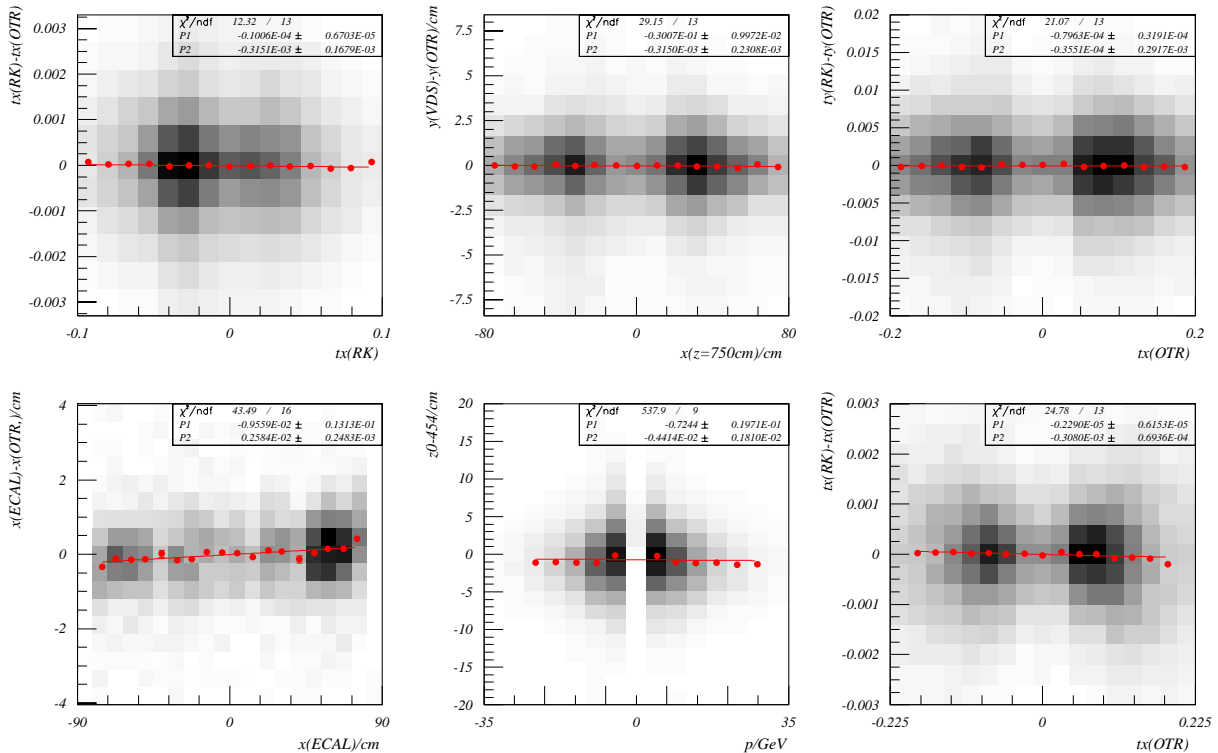 tx(RK)-tx(OTR)
χ²/ndf 12.32 / 13
P1 -0.1006E-04 ± 0.6703E-05
P2 -0.3151E-03 ± 0.1679E-03
0.003
0.002
0.001
0
-0.001
-0.002
-0.003
-0.1 0 0.1
tx(RK)
y(VDS)-y(OTR)/cm
χ²/ndf 29.15 / 13
P1 -0.3007E-01 ± 0.9972E-02
P2 -0.3150E-03 ± 0.2308E-03
7.5
5
2.5
0
-2.5
-5
-7.5
-80 0 80
x(z=750cm)/cm
ty(RK)-ty(OTR)
χ²/ndf 21.07 / 13
P1 -0.7963E-04 ± 0.3191E-04
P2 -0.3551E-04 ± 0.2917E-03
0.02
0.015
0.01
0.005
0
-0.005
-0.01
-0.015
-0.02
-0.2 0 0.2
tx(OTR)
x(ECAL)-x(OTR,)/cm
χ²/ndf 43.49 / 16
P1 -0.9559E-02 ± 0.1313E-01
P2 0.2584E-02 ± 0.2483E-03
4
2
0
-2
-4
-90 0 90
x(ECAL)/cm
z0-454/cm
χ²/ndf 537.9 / 9
P1 -0.7244 ± 0.1971E-01
P2 -0.4414E-02 ± 0.1810E-02
20
15
10
5
0
-5
-10
-15
-20
-35 0 35
p/GeV
tx(RK)-tx(OTR)
χ²/ndf 24.78 / 13
P1 -0.2290E-05 ± 0.6153E-05
P2 -0.3080E-03 ± 0.6936E-04
0.003
0.002
0.001
0
-0.001
-0.002
-0.003
-0.225 0 0.225
tx(OTR)